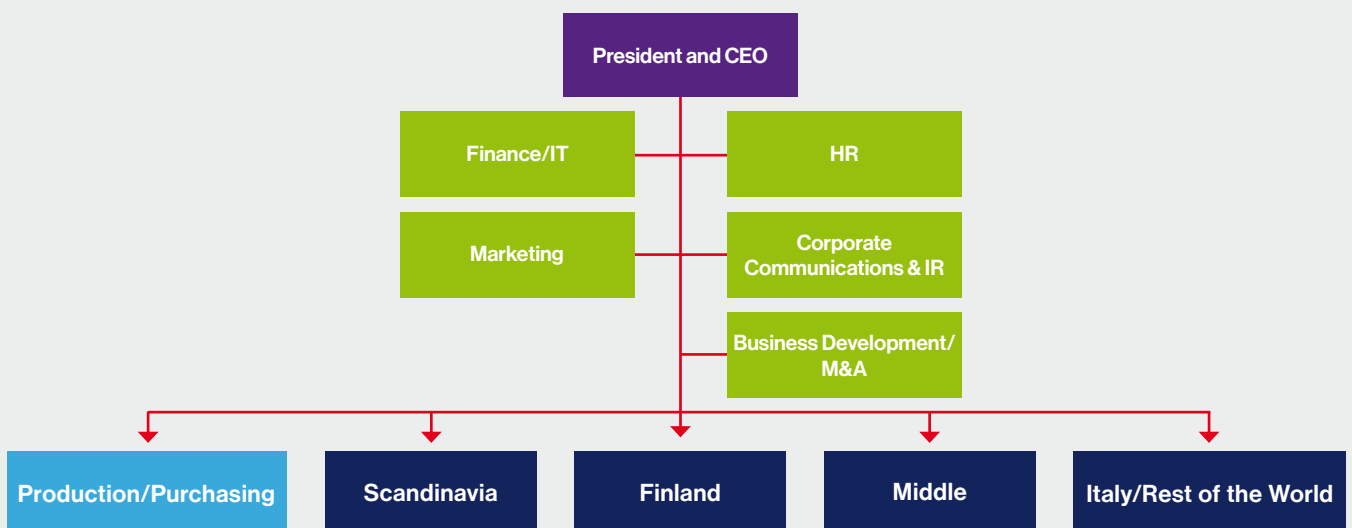 President and CEO
Finance/IT
HR
Marketing
Corporate
Communications & IR
Business Development/
M&A
Production/Purchasing
Scandinavia
Finland
Middle
Italy/Rest of the World